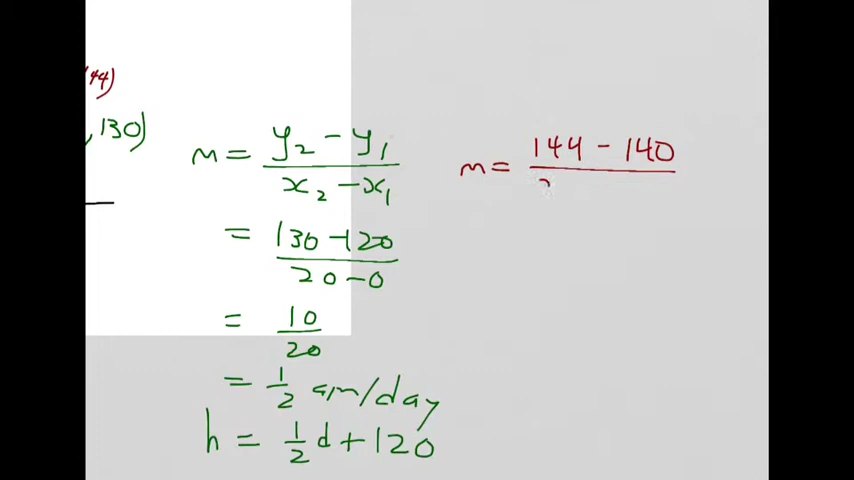 44)
,130)
m = y₂ - y₁ / x₂ - x₁
= 130 - 120 / 20 - 0
= 10 / 20
= 1/2 cm/day
h = 1/2 d + 120
m = 144 - 140